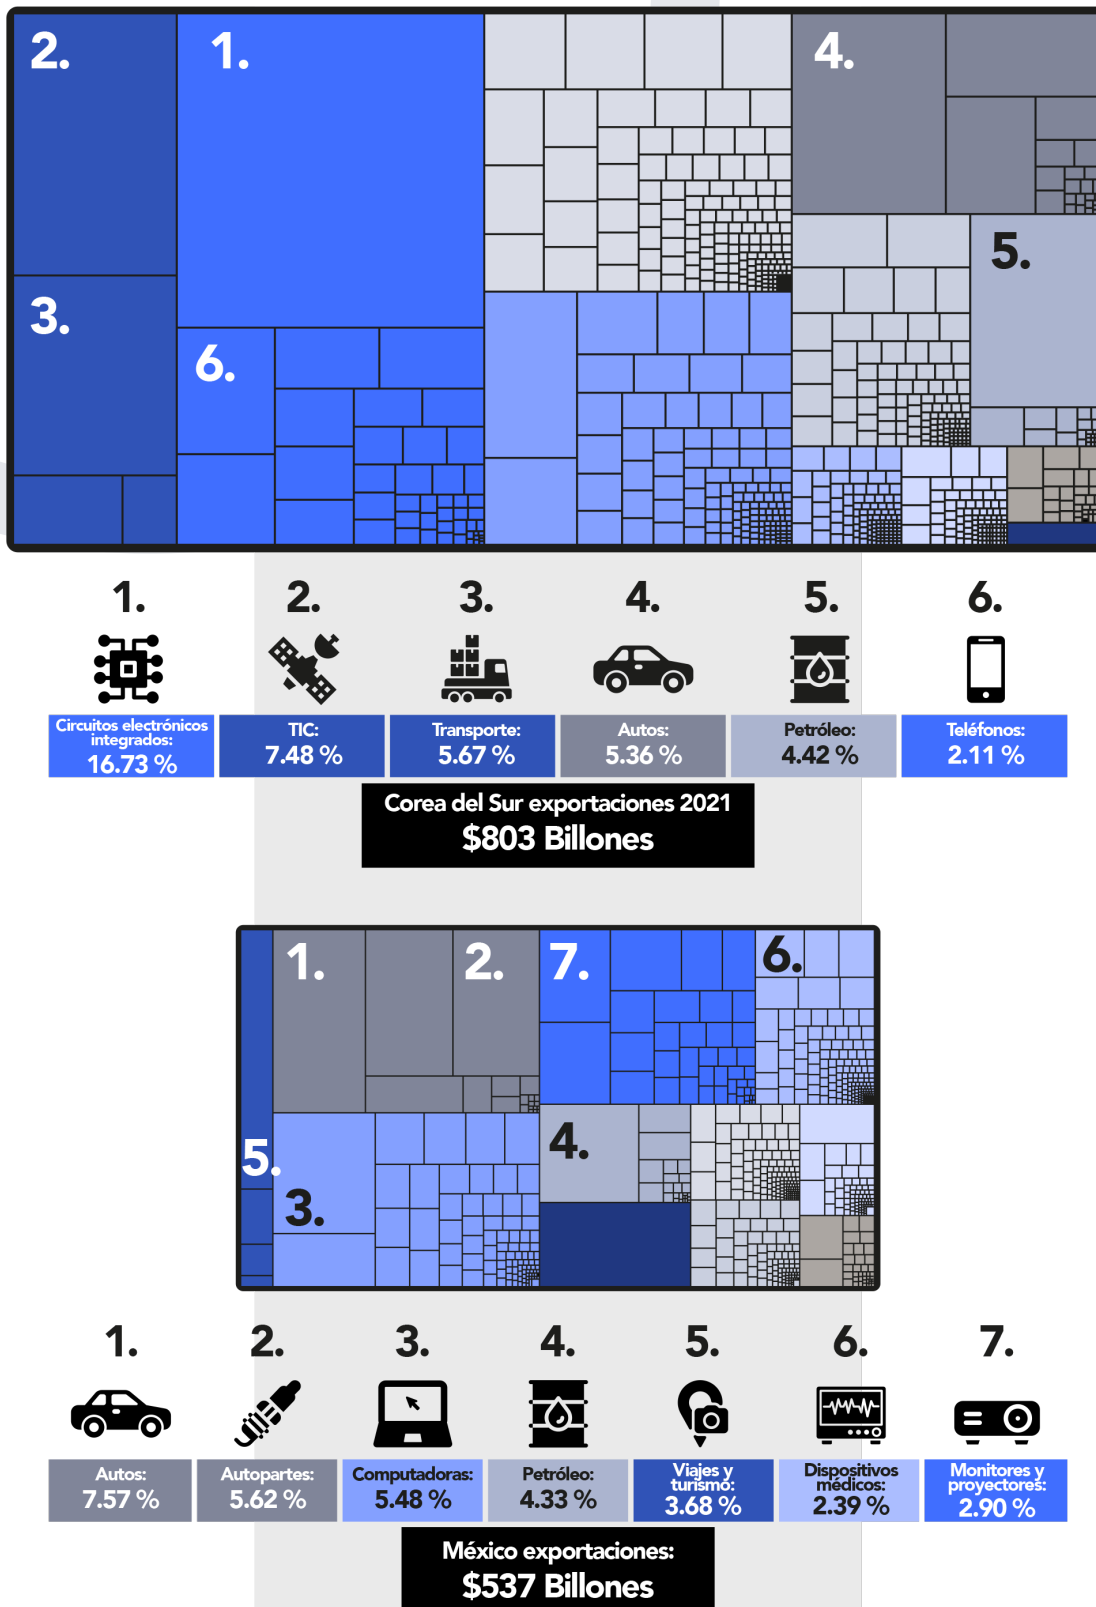 2.
1.
4.
3.
5.
6.
1.
2.
3.
4.
5.
6.
Circuitos electrónicos
integrados:
16.73 %
TIC:
7.48 %
Transporte:
5.67 %
Autos:
5.36 %
Petróleo:
4.42 %
Teléfonos:
2.11 %
Corea del Sur exportaciones 2021
$803 Billones
1.
2.
7.
6.
4.
5.
3.
1.
2.
3.
4.
5.
6.
7.
Autos:
7.57 %
Autopartes:
5.62 %
Computadoras:
5.48 %
Petróleo:
4.33 %
Viajes y
turismo:
3.68 %
Dispositivos
médicos:
2.39 %
Monitores y
proyectores:
2.90 %
México exportaciones:
$537 Billones